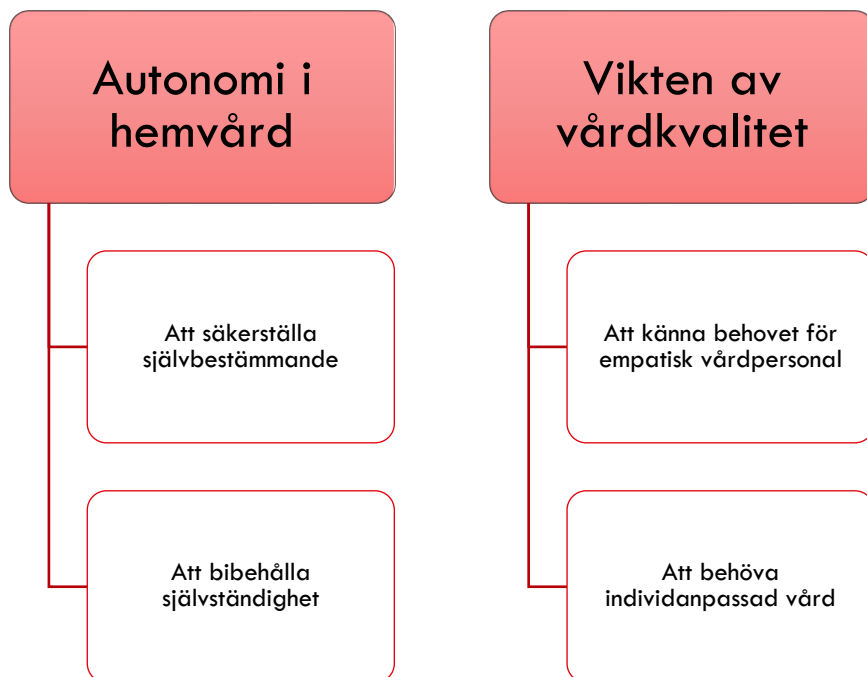 Autonomi i
hemvård
Att säkerställa
självbestämmande
Att bibehålla
självständighet
Vikten av
vårdkvalitet
Att känna behovet för
empatisk vårdpersonal
Att behöva
individanpassad vård